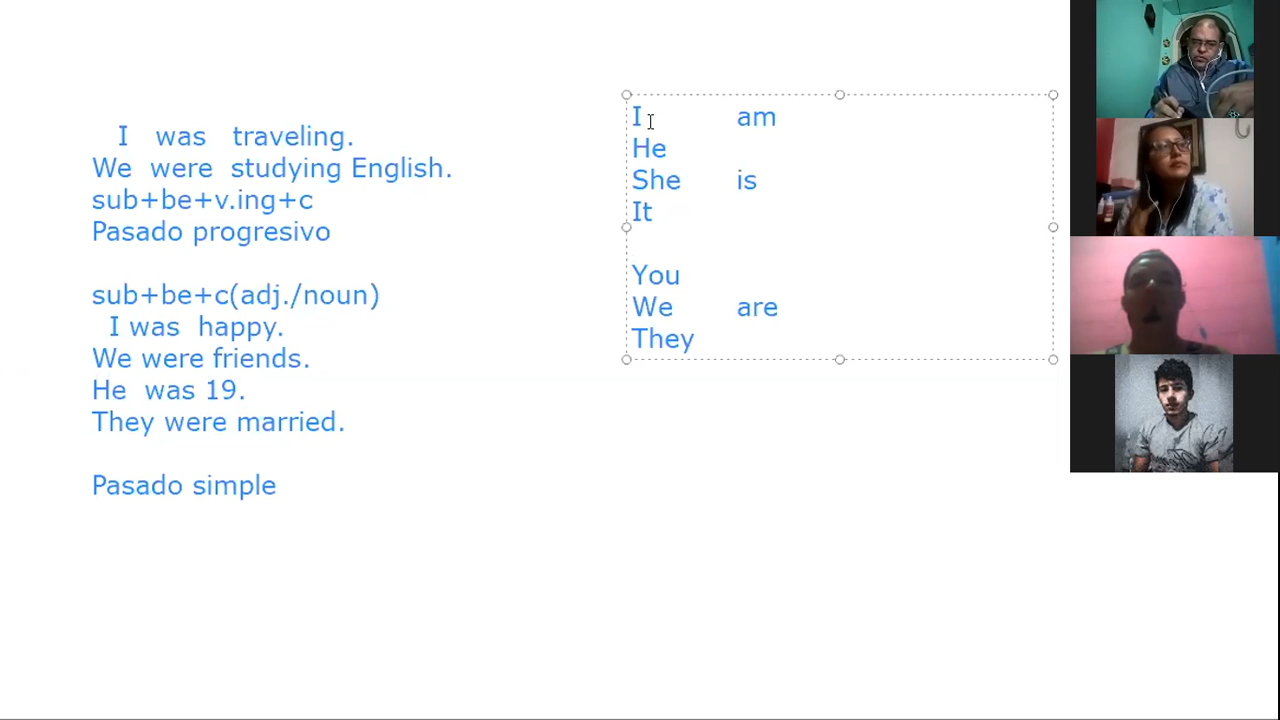 I was traveling.
We were studying English.
sub+be+v.ing+c
Pasado progresivo
sub+be+c(adj./noun)
I was happy.
We were friends.
He was 19.
They were married.
Pasado simple
I am
He
She is
It
You
We are
They